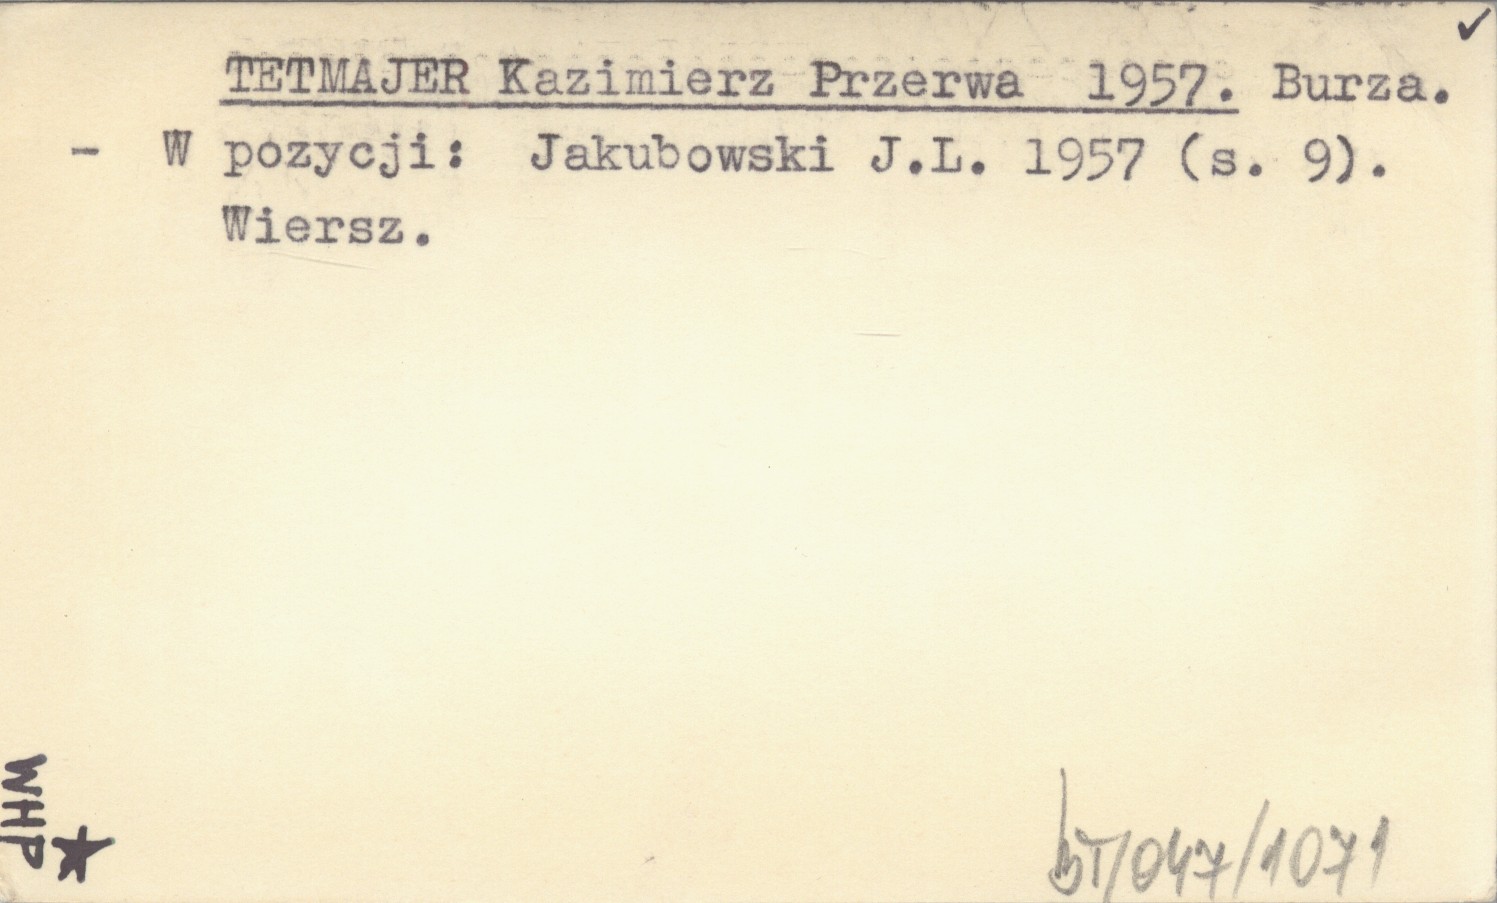 TETMAJER Kazimierz Przerwa 1957. Burza.
- W pozycji: Jakubowski J.L. 1957 (s. 9).
Wiersz.
WHP
bT/047/1071